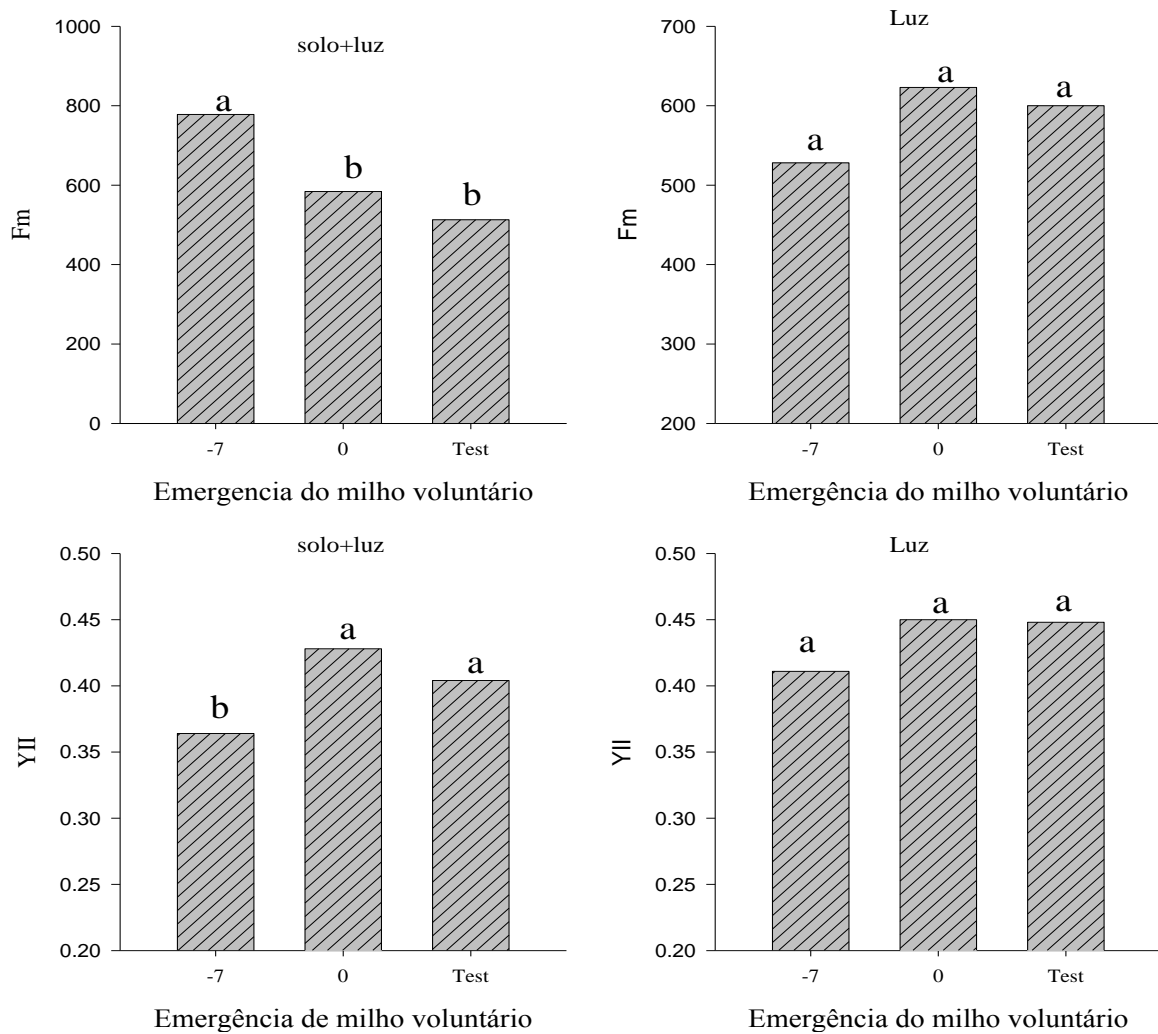 solo+luz
1000
800
600
400
200
0
Fm
a
b
b
-7
0
Test
Emergencia do milho voluntário
Luz
700
600
500
400
300
200
Fm
a
a
a
-7
0
Test
Emergência do milho voluntário
solo+luz
0.50
0.45
0.40
0.35
0.30
0.25
0.20
YII
b
a
a
-7
0
Test
Emergência de milho voluntário
Luz
0.50
0.45
0.40
0.35
0.30
0.25
0.20
YII
a
a
a
-7
0
Test
Emergência do milho voluntário